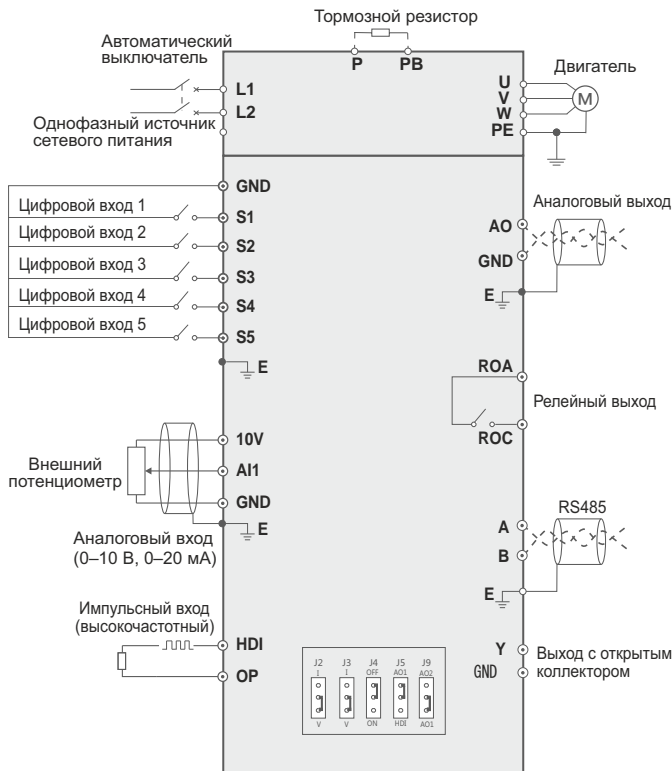 Тормозной резистор
Автоматический
выключатель
P PB
L1
L2
Однофазный источник
сетевого питания
U
V
W
PE
Двигатель
M
GND
Цифровой вход 1
S1
Цифровой вход 2
S2
Цифровой вход 3
S3
Цифровой вход 4
S4
Цифровой вход 5
S5
E
Аналоговый выход
AO
GND
E
ROA
Релейный выход
ROC
10V
Внешний
потенциометр
AI1
GND
E
Аналоговый вход
(0–10 В, 0–20 мА)
RS485
A
B
E
Импульсный вход
(высокочастотный)
HDI
OP
J2 J3 J4 J5 J9
I I OFF AO1 AO2
V V ON HDI AO1
Y
GND
Выход с открытым
коллектором